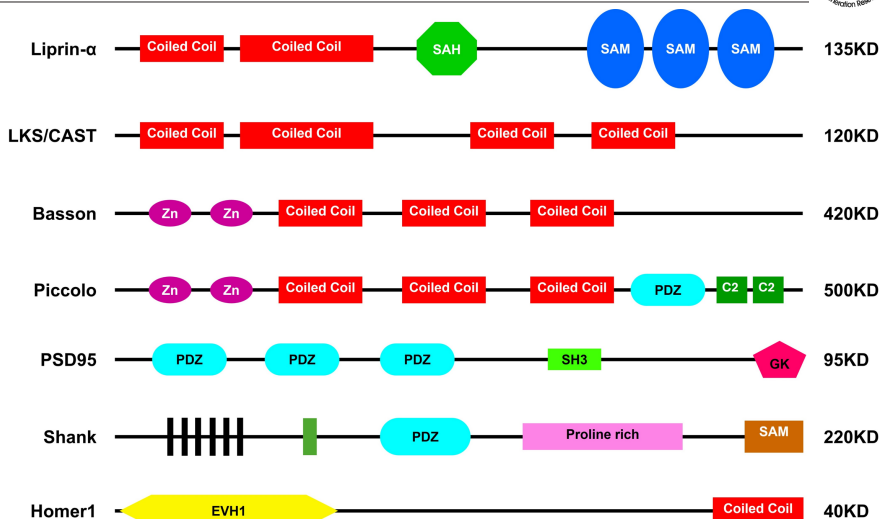 neration Rese
Liprin-α Coiled Coil Coiled Coil SAH SAM SAM SAM 135KD
LKS/CAST Coiled Coil Coiled Coil Coiled Coil Coiled Coil 120KD
Basson Zn Zn Coiled Coil Coiled Coil Coiled Coil 420KD
Piccolo Zn Zn Coiled Coil Coiled Coil Coiled Coil PDZ C2 C2 500KD
PSD95 PDZ PDZ PDZ SH3 GK 95KD
Shank PDZ Proline rich SAM 220KD
Homer1 EVH1 Coiled Coil 40KD